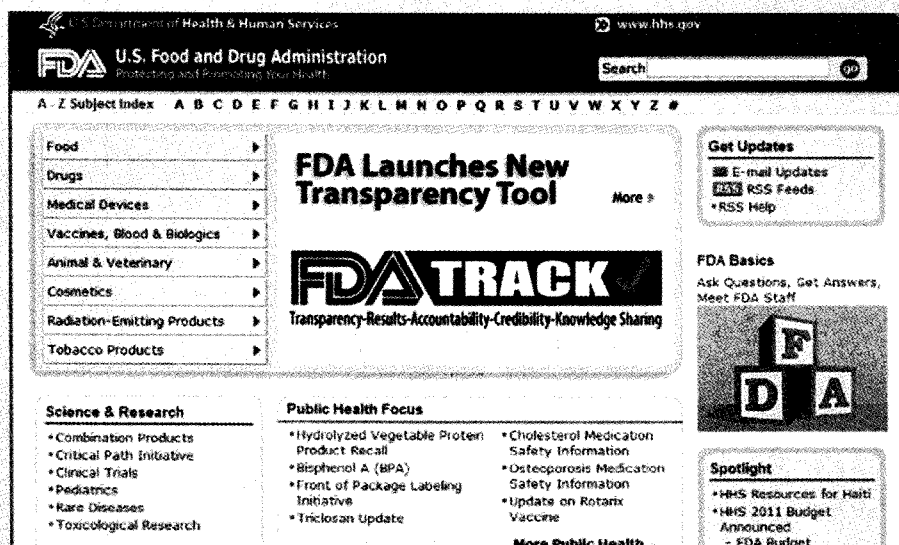 U.S. Department of Health & Human Services
www.hhs.gov
FDA U.S. Food and Drug Administration
Protecting and Promoting Your Health
Search go
A - Z Subject Index A B C D E F G H I J K L M N O P Q R S T U V W X Y Z #
Food
Drugs
Medical Devices
Vaccines, Blood & Biologics
Animal & Veterinary
Cosmetics
Radiation-Emitting Products
Tobacco Products
FDA Launches New
Transparency Tool
More
FDA TRACK
Transparency-Results-Accountability-Credibility-Knowledge Sharing
Get Updates
E-mail Updates
RSS RSS Feeds
RSS Help
FDA Basics
Ask Questions, Get Answers,
Meet FDA Staff
F
D A
Science & Research
Combination Products
Critical Path Initiative
Clinical Trials
Pediatrics
Rare Diseases
Toxicological Research
Public Health Focus
Hydrolyzed Vegetable Protein
Product Recall
Bisphenol A (BPA)
Front of Package Labeling
Initiative
Triclosan Update
Cholesterol Medication
Safety Information
Osteoporosis Medication
Safety Information
Update on Rotarix
Vaccine
More Public Health
Spotlight
HHS Resources for Haiti
HHS 2011 Budget
Announced
- FDA Budget